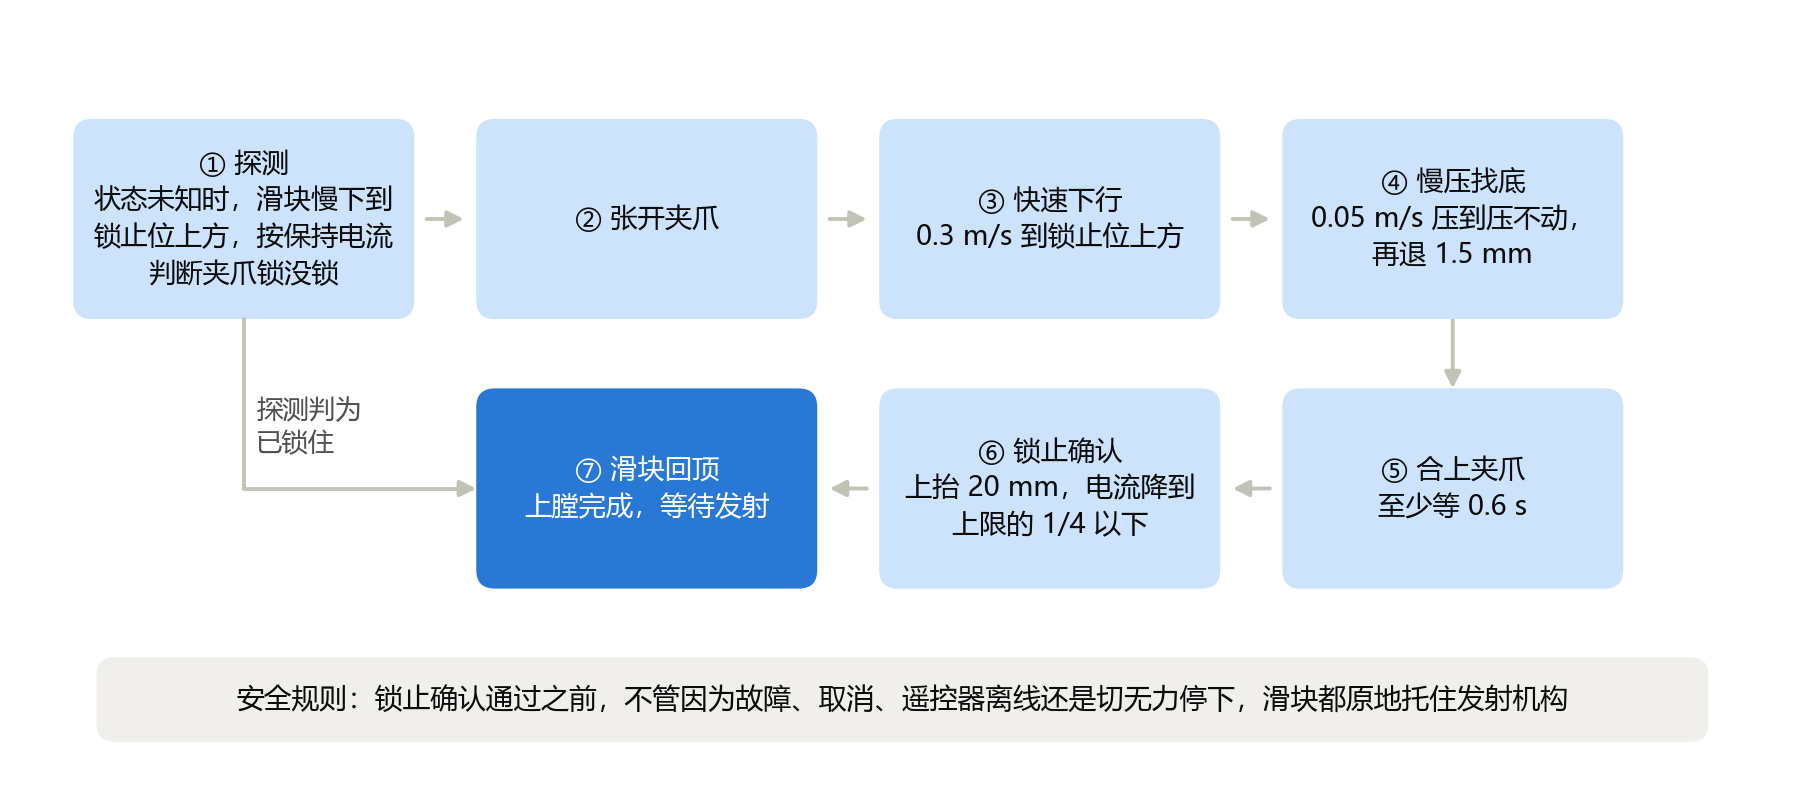 ① 探测
状态未知时，滑块慢下到
锁止位上方，按保持电流
判断夹爪锁没锁
② 张开夹爪
③ 快速下行
0.3 m/s 到锁止位上方
④ 慢压找底
0.05 m/s 压到压不动，
再退 1.5 mm
探测判为
已锁住
⑦ 滑块回顶
上膛完成，等待发射
⑥ 锁止确认
上抬 20 mm，电流降到
上限的 1/4 以下
⑤ 合上夹爪
至少等 0.6 s
安全规则：锁止确认通过之前，不管因为故障、取消、遥控器离线还是切无力停下，滑块都原地托住发射机构